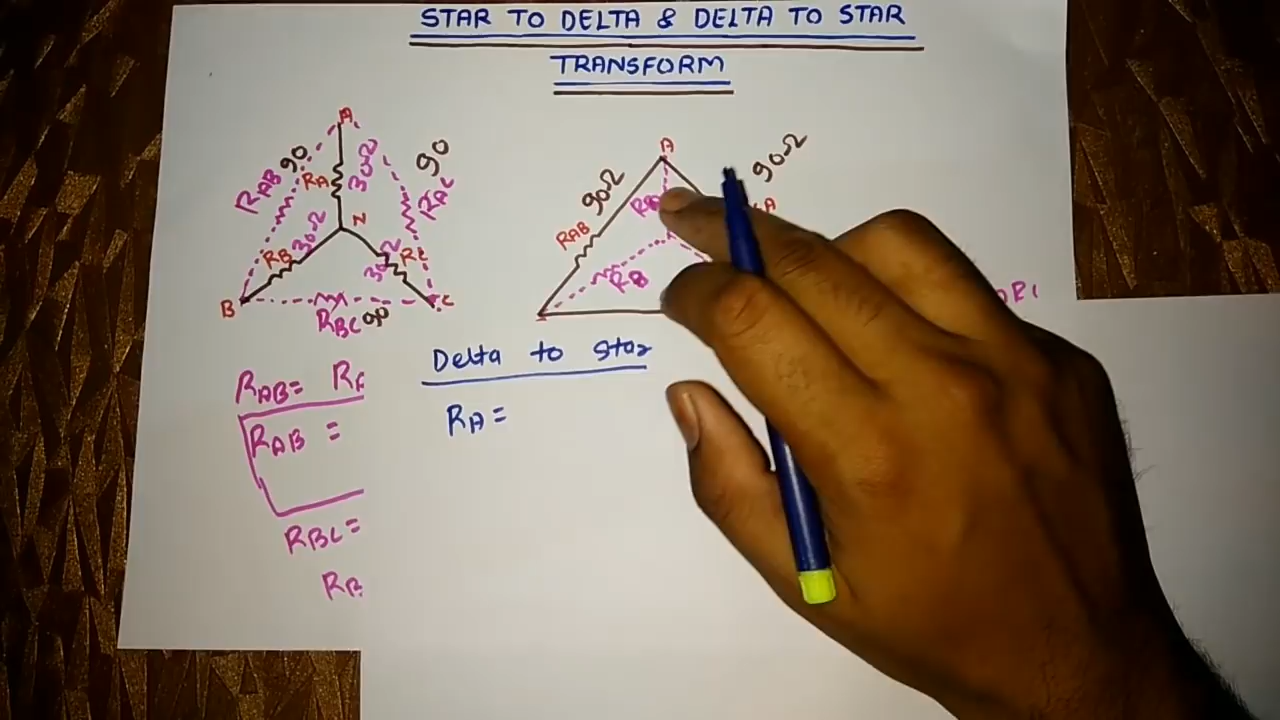 STAR TO DELTA & DELTA TO STAR
TRANSFORM
A
RAB 90
RA 30Ω
90
RAC
N
RB 30Ω
RC 30Ω
B
C
RBC 90
A
90Ω
90Ω
RAB
RB
Delta to Star
RA=
RAB=
RAB =
RBC=